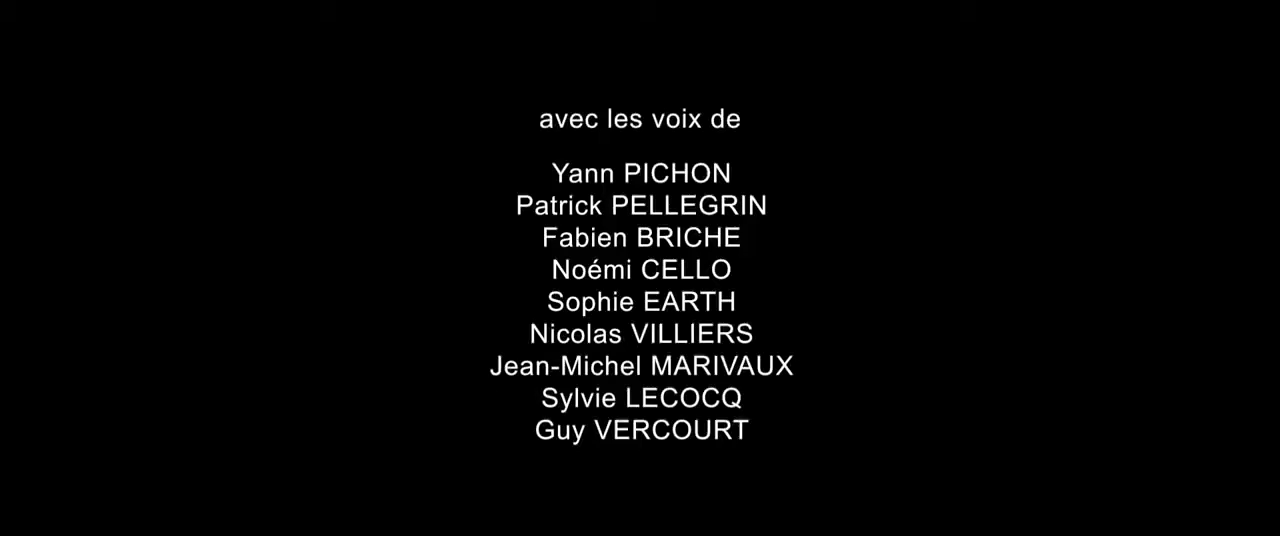 avec les voix de
Yann PICHON
Patrick PELLEGRIN
Fabien BRICHE
Noémi CELLO
Sophie EARTH
Nicolas VILLIERS
Jean-Michel MARIVAUX
Sylvie LECOCQ
Guy VERCOURT